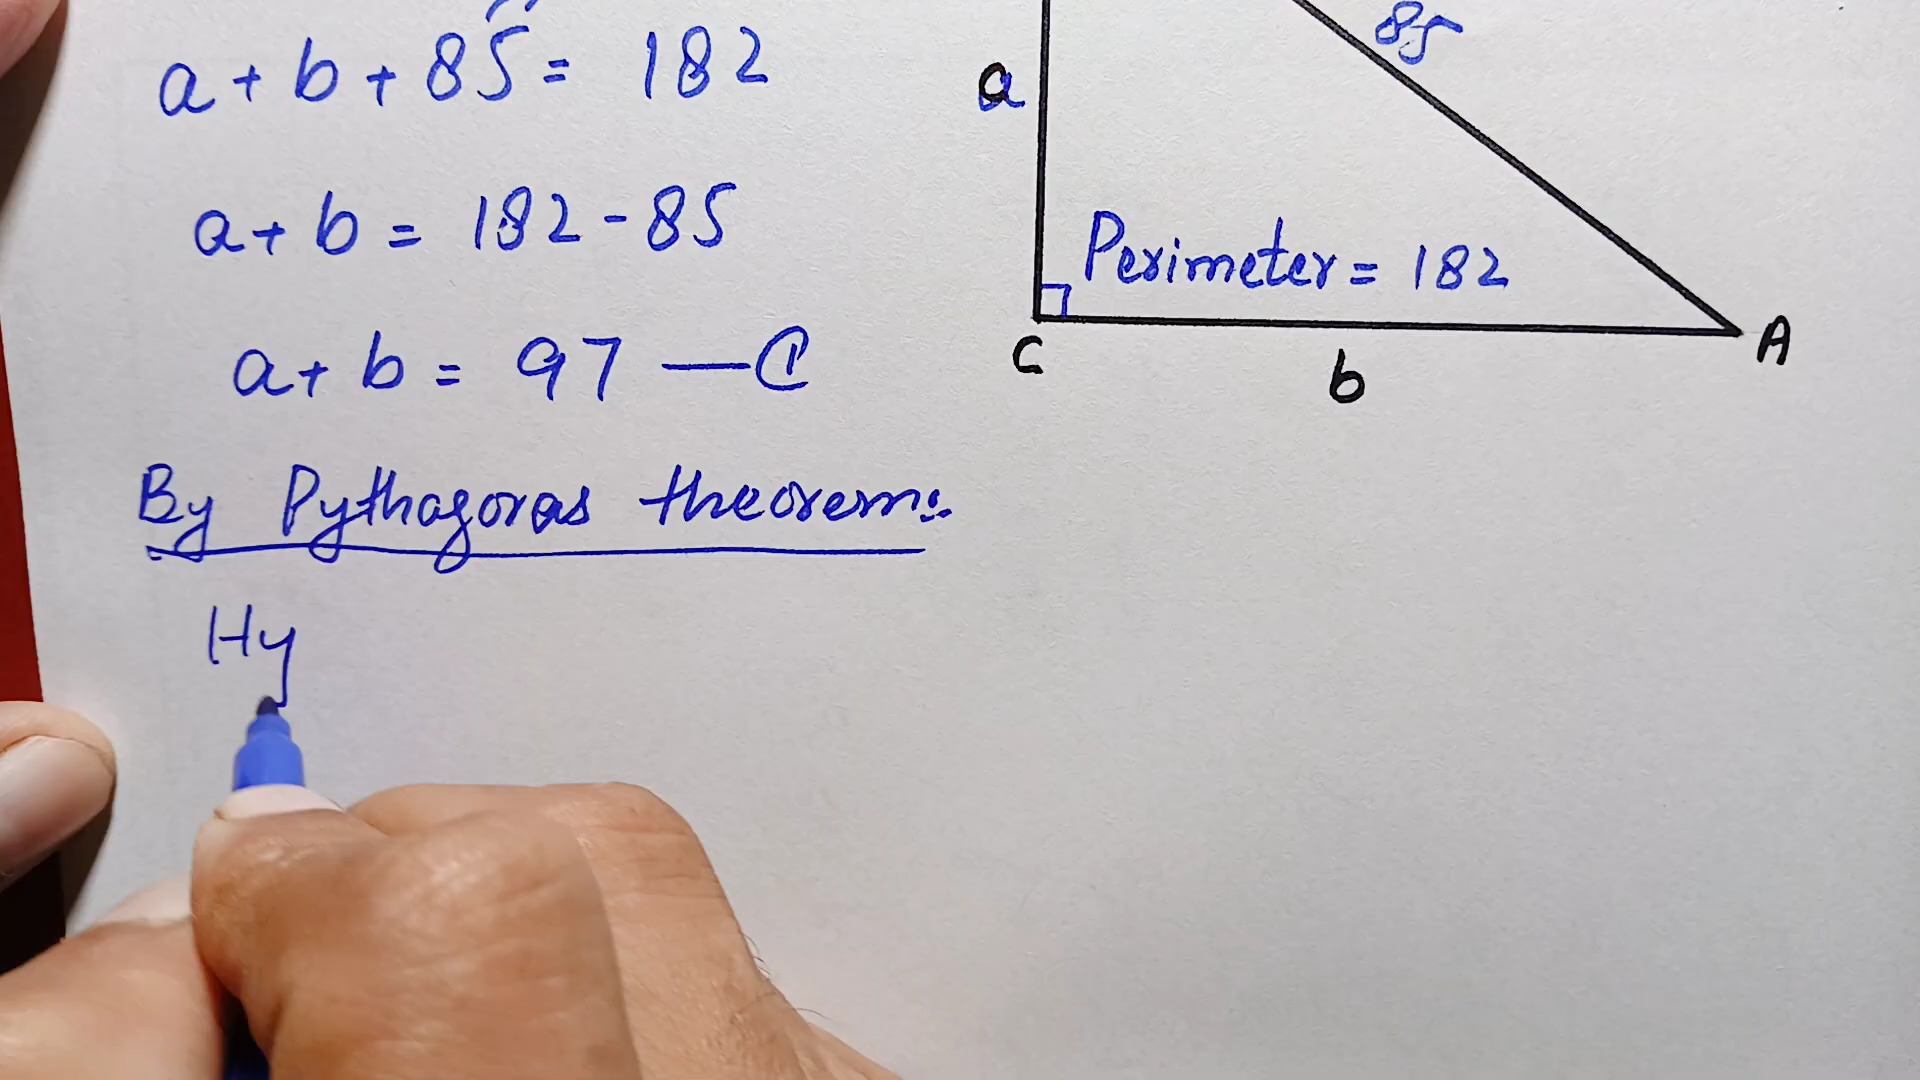 a + b + 85 = 182
a + b = 182 - 85
a + b = 97 — ①
By Pythagoras theorem:
Hy
85
a
Perimeter = 182
C
b
A